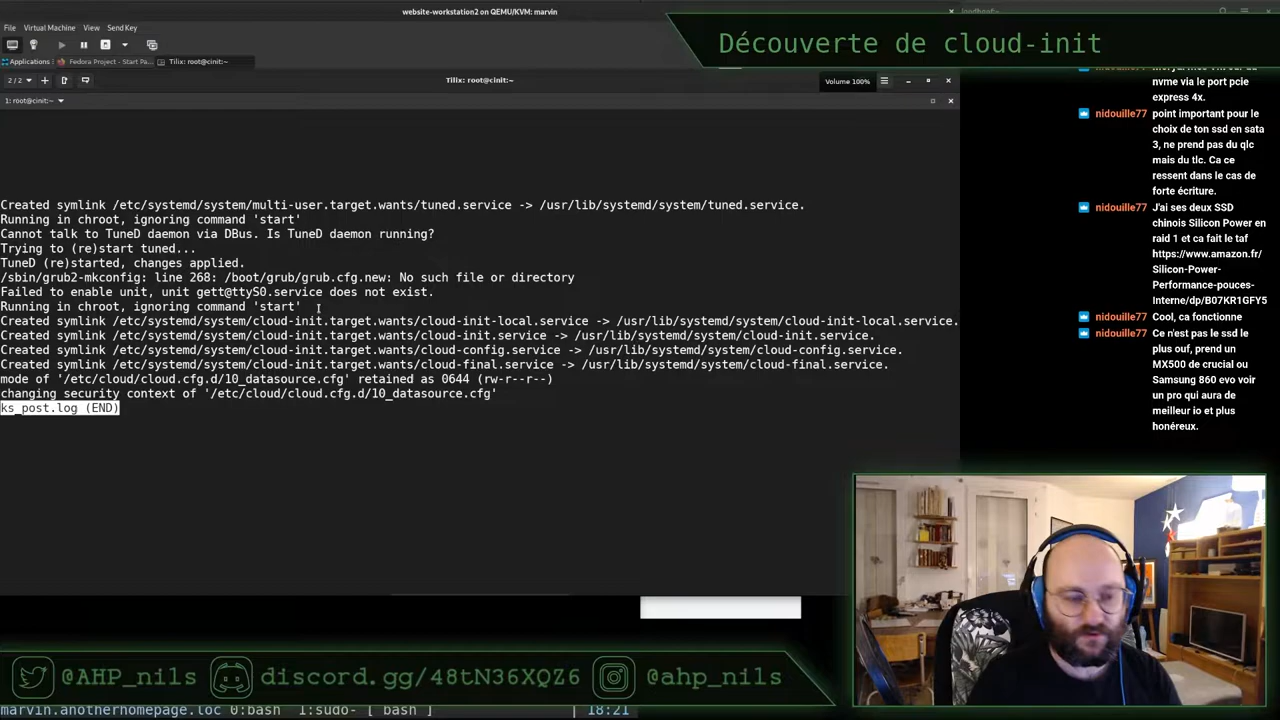 website-workstation2 on QEMU/KVM: marvin
File Virtual Machine View Send Key
Découverte de cloud-init
Applications Fedora Project - Start Pa... Tilix: root@cinit:~
2/2 Tilix: root@cinit:~ Volume 100%
1: root@cinit:~
Created symlink /etc/systemd/system/multi-user.target.wants/tuned.service -> /usr/lib/systemd/system/tuned.service.
Running in chroot, ignoring command 'start'
Cannot talk to TuneD daemon via DBus. Is TuneD daemon running?
Trying to (re)start tuned...
TuneD (re)started, changes applied.
/sbin/grub2-mkconfig: line 268: /boot/grub/grub.cfg.new: No such file or directory
Failed to enable unit, unit gett@ttyS0.service does not exist.
Running in chroot, ignoring command 'start'
Created symlink /etc/systemd/system/cloud-init.target.wants/cloud-init-local.service -> /usr/lib/systemd/system/cloud-init-local.service.
Created symlink /etc/systemd/system/cloud-init.target.wants/cloud-init.service -> /usr/lib/systemd/system/cloud-init.service.
Created symlink /etc/systemd/system/cloud-init.target.wants/cloud-config.service -> /usr/lib/systemd/system/cloud-config.service.
Created symlink /etc/systemd/system/cloud-init.target.wants/cloud-final.service -> /usr/lib/systemd/system/cloud-final.service.
mode of '/etc/cloud/cloud.cfg.d/10_datasource.cfg' retained as 0644 (rw-r--r--)
changing security context of '/etc/cloud/cloud.cfg.d/10_datasource.cfg'
ks_post.log (END)
nvme via le port pcie
express 4x.
nidouille77 point important pour le
choix de ton ssd en sata
3, ne prend pas du qlc
mais du tlc. Ca ce
ressent dans le cas de
forte écriture.
nidouille77 J'ai ses deux SSD
chinois Silicon Power en
raid 1 et ca fait le taf
https://www.amazon.fr/
Silicon-Power-
Performance-pouces-
Interne/dp/B07KR1GFY5
nidouille77 Cool, ca fonctionne
nidouille77 Ce n'est pas le ssd le
plus ouf, prend un
MX500 de crucial ou
Samsung 860 evo voir
un pro qui aura de
meilleur io et plus
honéreux.
@AHP_nils discord.gg/48tN36XQZ6 @ahp_nils
marvin.anotherhomepage.loc 0:bash 1:sudo- [ bash ] 18:21